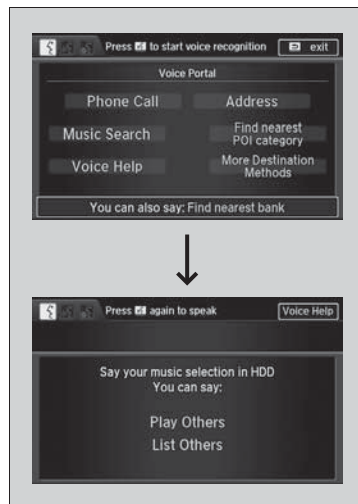 Press to start voice recognition exit
Voice Portal
Phone Call Address
Music Search Find nearest
POI category
Voice Help More Destination
Methods
You can also say: Find nearest bank
Press again to speak Voice Help
Say your music selection in HDD
You can say:
Play Others
List Others